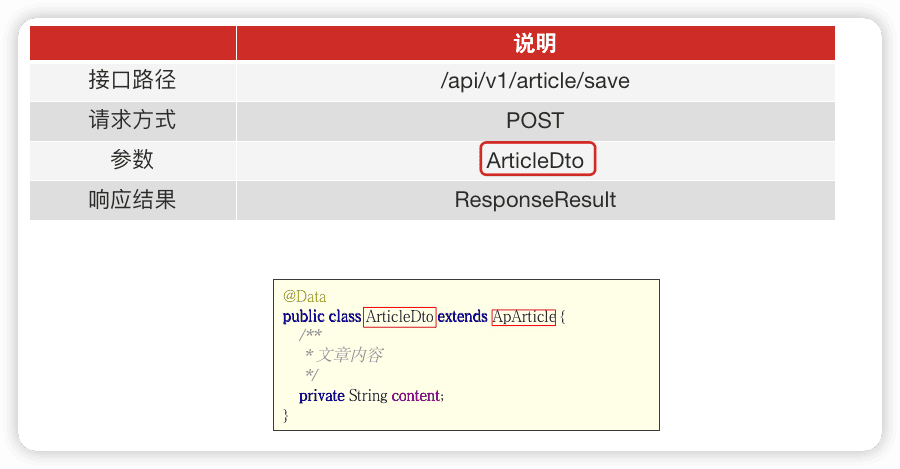 说明
接口路径 /api/v1/article/save
请求方式 POST
参数 ArticleDto
响应结果 ResponseResult
@Data
public class ArticleDto extends ApArticle {
/**
* 文章内容
*/
private String content;
}